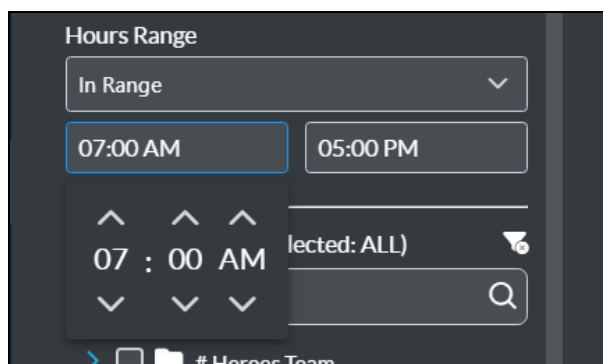 Hours Range
In Range
07:00 AM 05:00 PM
lected: ALL)
07 : 00 AM
# Heroes Team